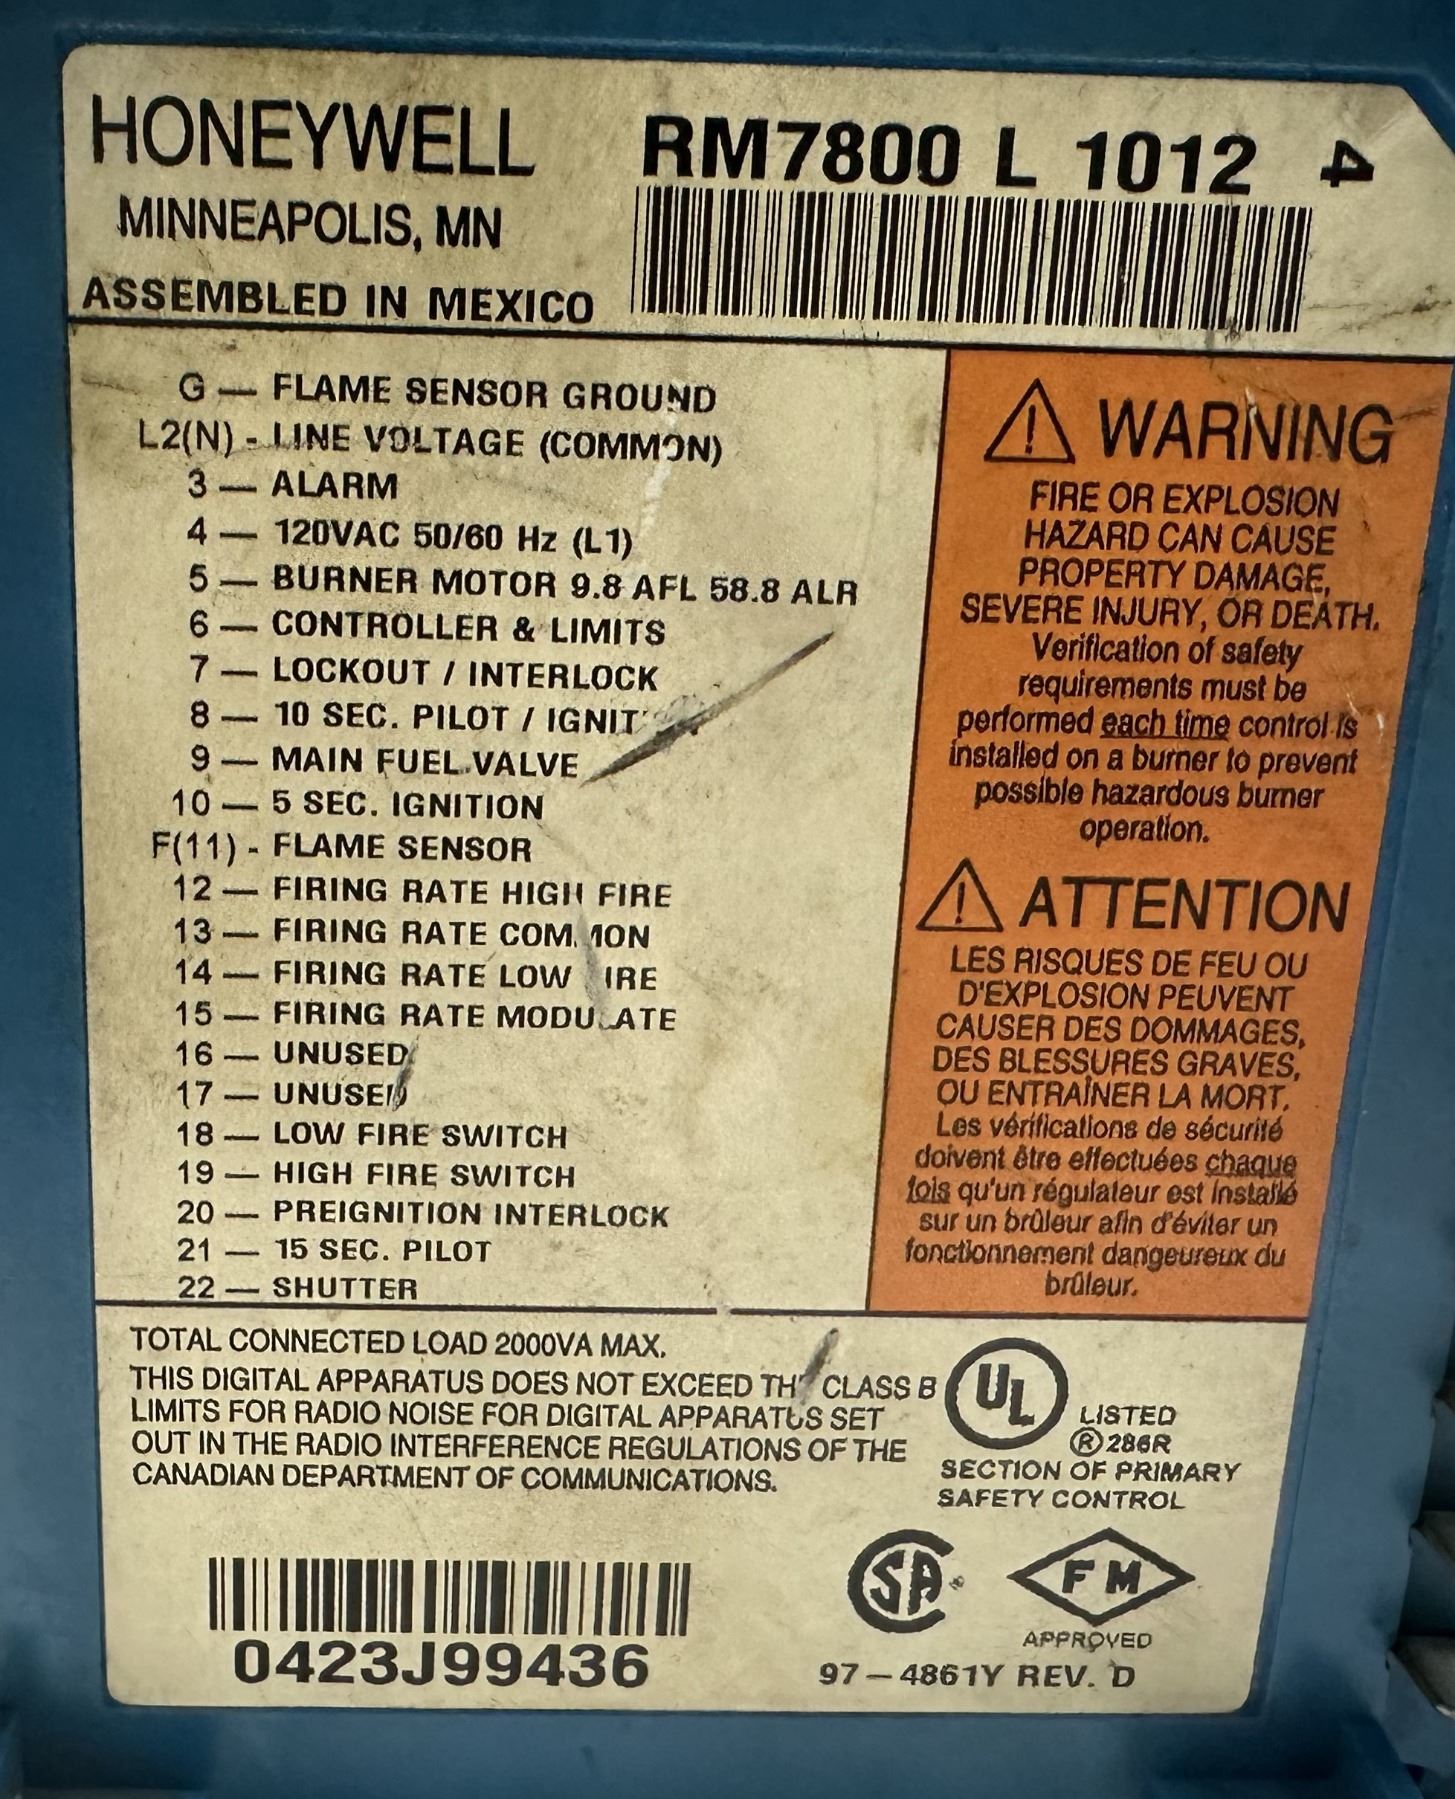 HONEYWELL
MINNEAPOLIS, MN
ASSEMBLED IN MEXICO
RM7800 L 1012 4
G — FLAME SENSOR GROUND
L2(N) - LINE VOLTAGE (COMMON)
3 — ALARM
4 — 120VAC 50/60 Hz (L1)
5 — BURNER MOTOR 9.8 AFL 58.8 ALR
6 — CONTROLLER & LIMITS
7 — LOCKOUT / INTERLOCK
8 — 10 SEC. PILOT / IGNIT
9 — MAIN FUEL VALVE
10 — 5 SEC. IGNITION
F(11) - FLAME SENSOR
12 — FIRING RATE HIGH FIRE
13 — FIRING RATE COMMON
14 — FIRING RATE LOW FIRE
15 — FIRING RATE MODULATE
16 — UNUSED
17 — UNUSED
18 — LOW FIRE SWITCH
19 — HIGH FIRE SWITCH
20 — PREIGNITION INTERLOCK
21 — 15 SEC. PILOT
22 — SHUTTER
WARNING
FIRE OR EXPLOSION
HAZARD CAN CAUSE
PROPERTY DAMAGE,
SEVERE INJURY, OR DEATH.
Verification of safety
requirements must be
performed each time control is
installed on a burner to prevent
possible hazardous burner
operation.
ATTENTION
LES RISQUES DE FEU OU
D'EXPLOSION PEUVENT
CAUSER DES DOMMAGES,
DES BLESSURES GRAVES,
OU ENTRAÎNER LA MORT.
Les vérifications de sécurité
doivent être effectuées chaque
fois qu'un régulateur est installé
sur un brûleur afin d'éviter un
fonctionnement dangeureux du
brûleur.
TOTAL CONNECTED LOAD 2000VA MAX.
THIS DIGITAL APPARATUS DOES NOT EXCEED THE CLASS B
LIMITS FOR RADIO NOISE FOR DIGITAL APPARATUS SET
OUT IN THE RADIO INTERFERENCE REGULATIONS OF THE
CANADIAN DEPARTMENT OF COMMUNICATIONS.
UL
LISTED
® 286R
SECTION OF PRIMARY
SAFETY CONTROL
SA
FM
APPROVED
0423J99436
97-4861Y REV. D